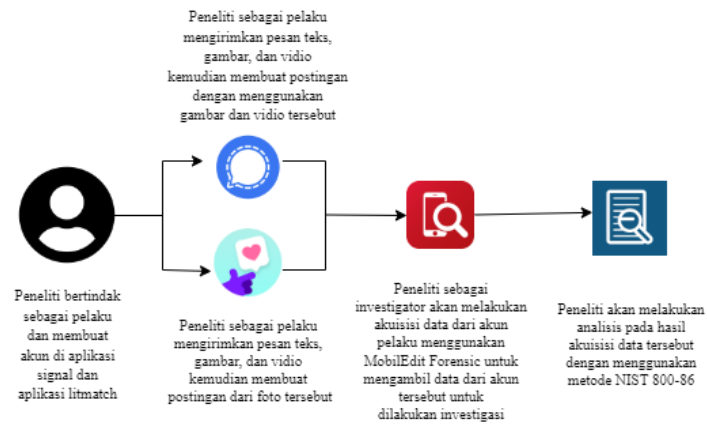 Peneliti sebagai pelaku
mengirimkan pesan teks,
gambar, dan vidio
kemudian membuat postingan
dengan menggunakan
gambar dan vidio tersebut
Peneliti bertindak
sebagai pelaku
dan membuat
akun di aplikasi
signal dan
aplikasi litmatch
Peneliti sebagai pelaku
mengirimkan pesan teks,
gambar, dan vidio
kemudian membuat
postingan dari foto tersebut
Peneliti sebagai
investigator akan melakukan
akuisisi data dari akun
pelaku menggunakan
MobilEdit Forensic untuk
mengambil data dari akun
tersebut untuk
dilakukan investigasi
Peneliti akan melakukan
analisis pada hasil
akuisisi data tersebut
dengan menggunakan
metode NIST 800-86